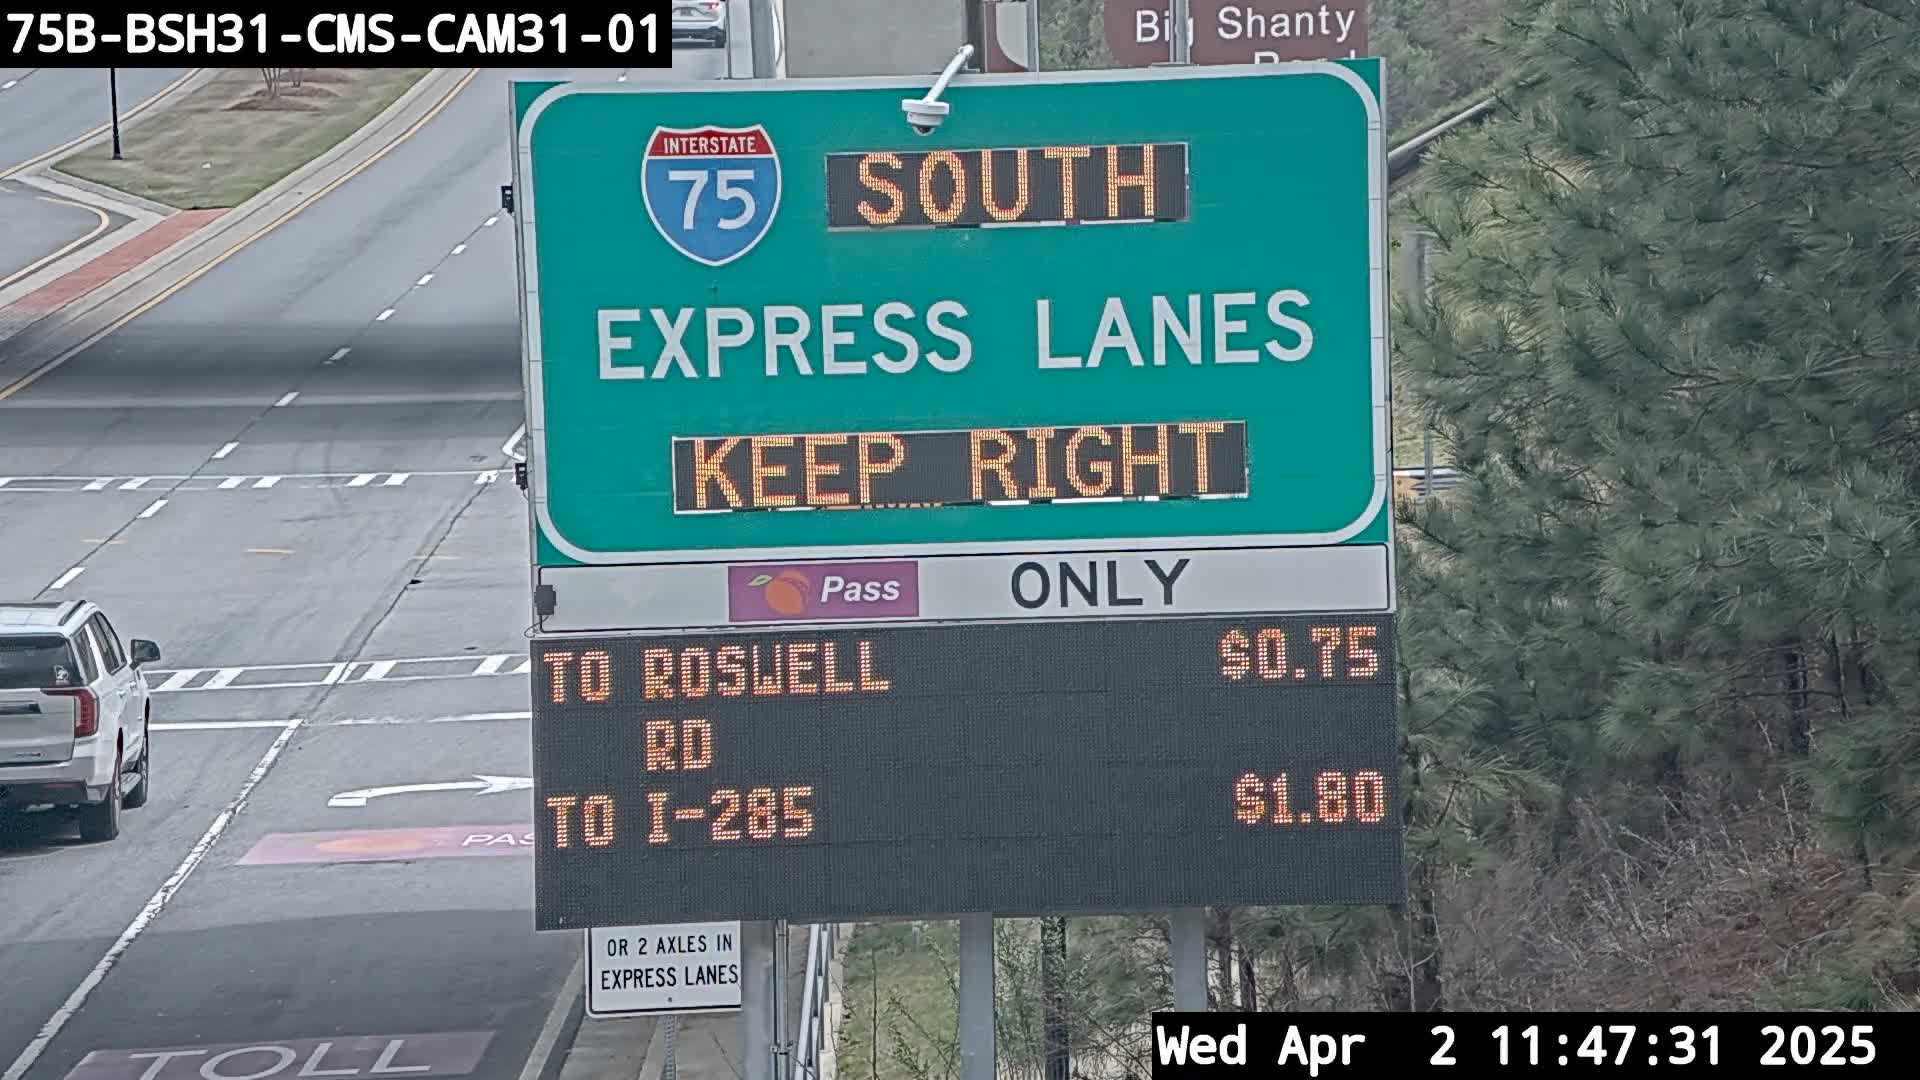 75B-BSH31-CMS-CAM31-01
Big Shanty
Road
INTERSTATE
75
SOUTH
EXPRESS LANES
KEEP RIGHT
Pass ONLY
TO ROSWELL $0.75
RD
TO I-285 $1.80
PAS
OR 2 AXLES IN
EXPRESS LANES
TOLL
Wed Apr 2 11:47:31 2025